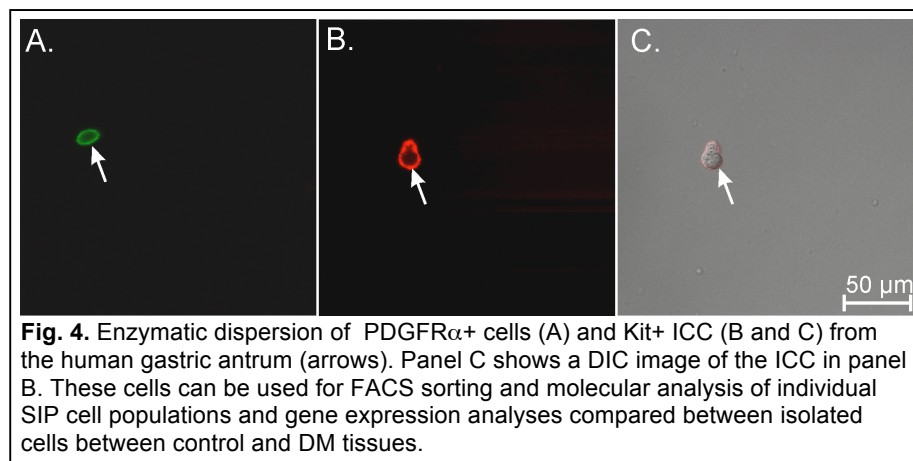 A.
B.
C.
50 µm
Fig. 4. Enzymatic dispersion of PDGFRα+ cells (A) and Kit+ ICC (B and C) from
the human gastric antrum (arrows). Panel C shows a DIC image of the ICC in panel
B. These cells can be used for FACS sorting and molecular analysis of individual
SIP cell populations and gene expression analyses compared between isolated
cells between control and DM tissues.